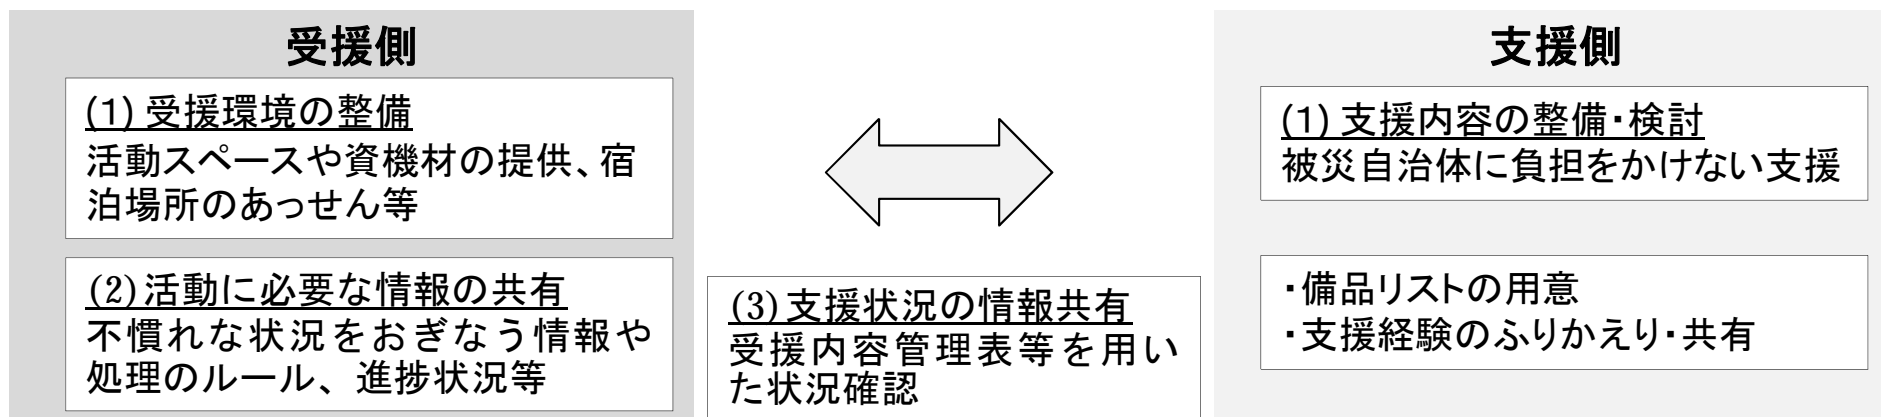 受援側
(1) 受援環境の整備
活動スペースや資機材の提供、宿
泊場所のあっせん等
(2) 活動に必要な情報の共有
不慣れな状況をおぎなう情報や
処理のルール、進捗状況等
(3) 支援状況の情報共有
受援内容管理表等を用い
た状況確認
支援側
(1) 支援内容の整備・検討
被災自治体に負担をかけない支援
・備品リストの用意
・支援経験のふりかえり・共有